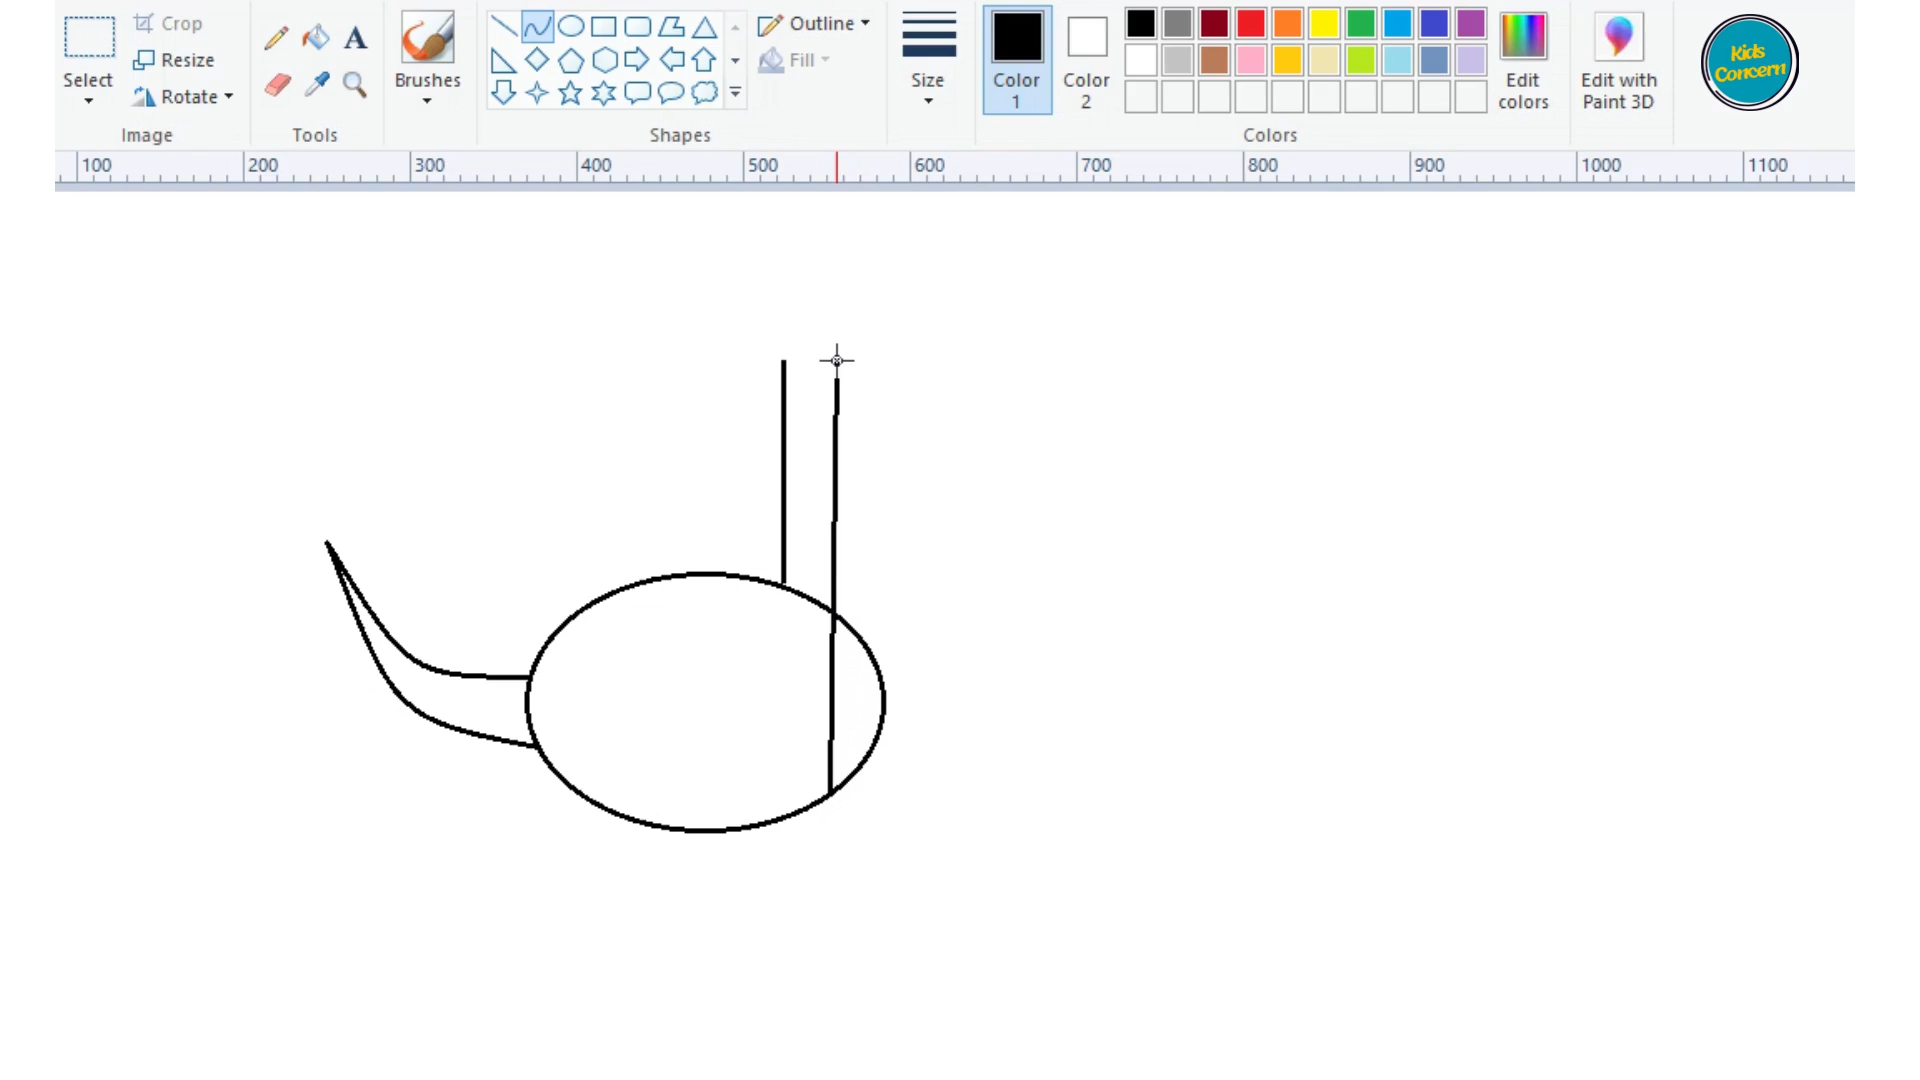 Crop
Resize
Rotate
Select
Image
A
Tools
Brushes
Shapes
Outline
Fill
Size
Color
1
Color
2
Colors
Edit
colors
Edit with
Paint 3D
Kids
Concern
100 200 300 400 500 600 700 800 900 1000 1100